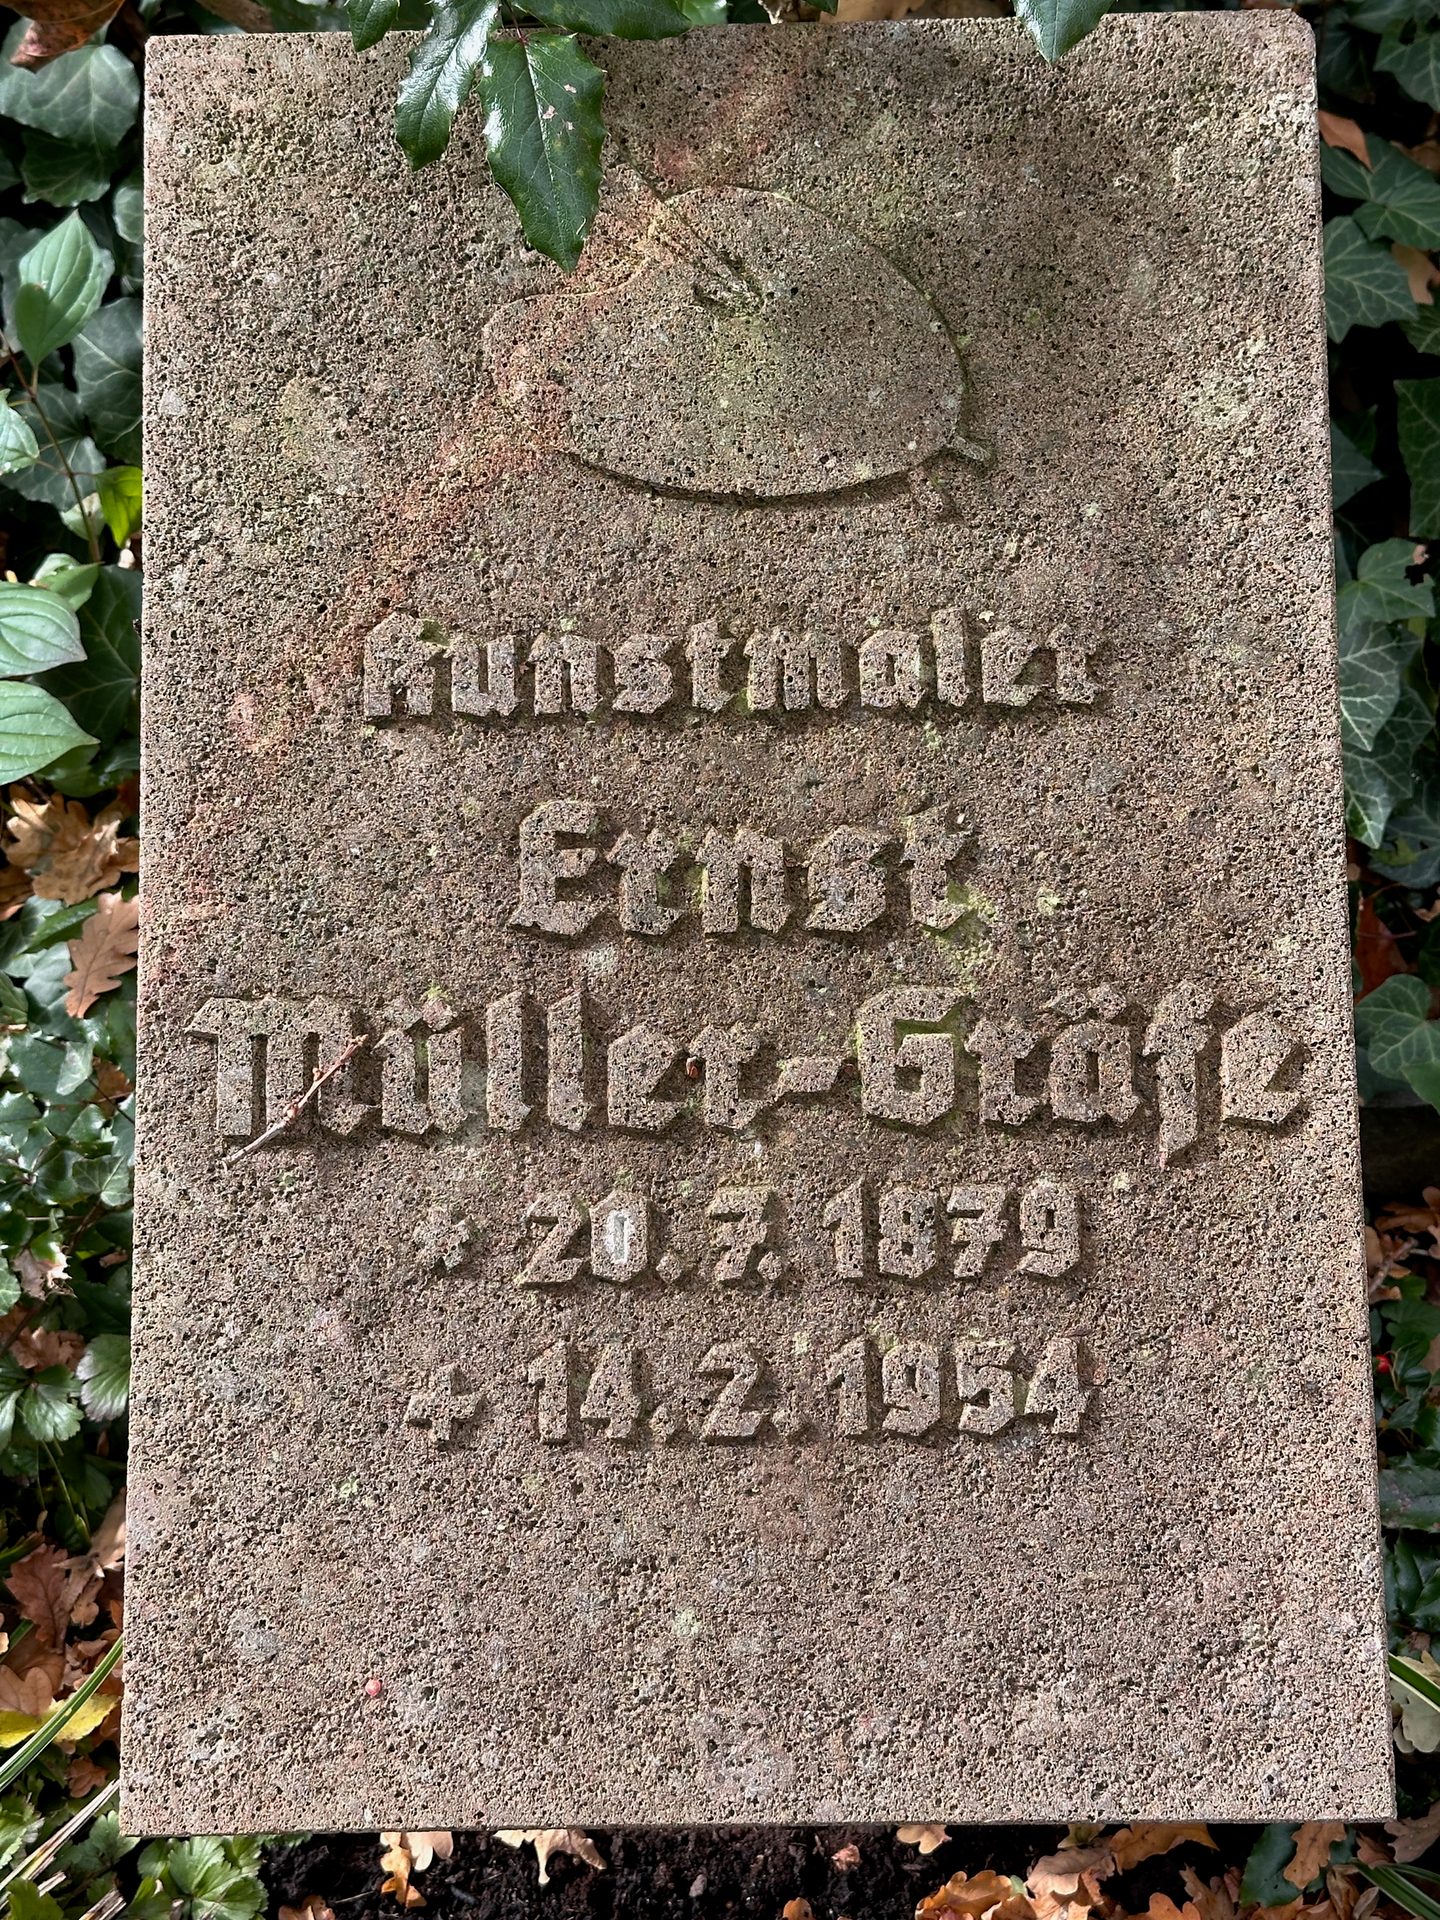 Kunstmaler
Ernst
Müller-Gräfe
* 20. 7. 1879
+ 14. 2. 1954